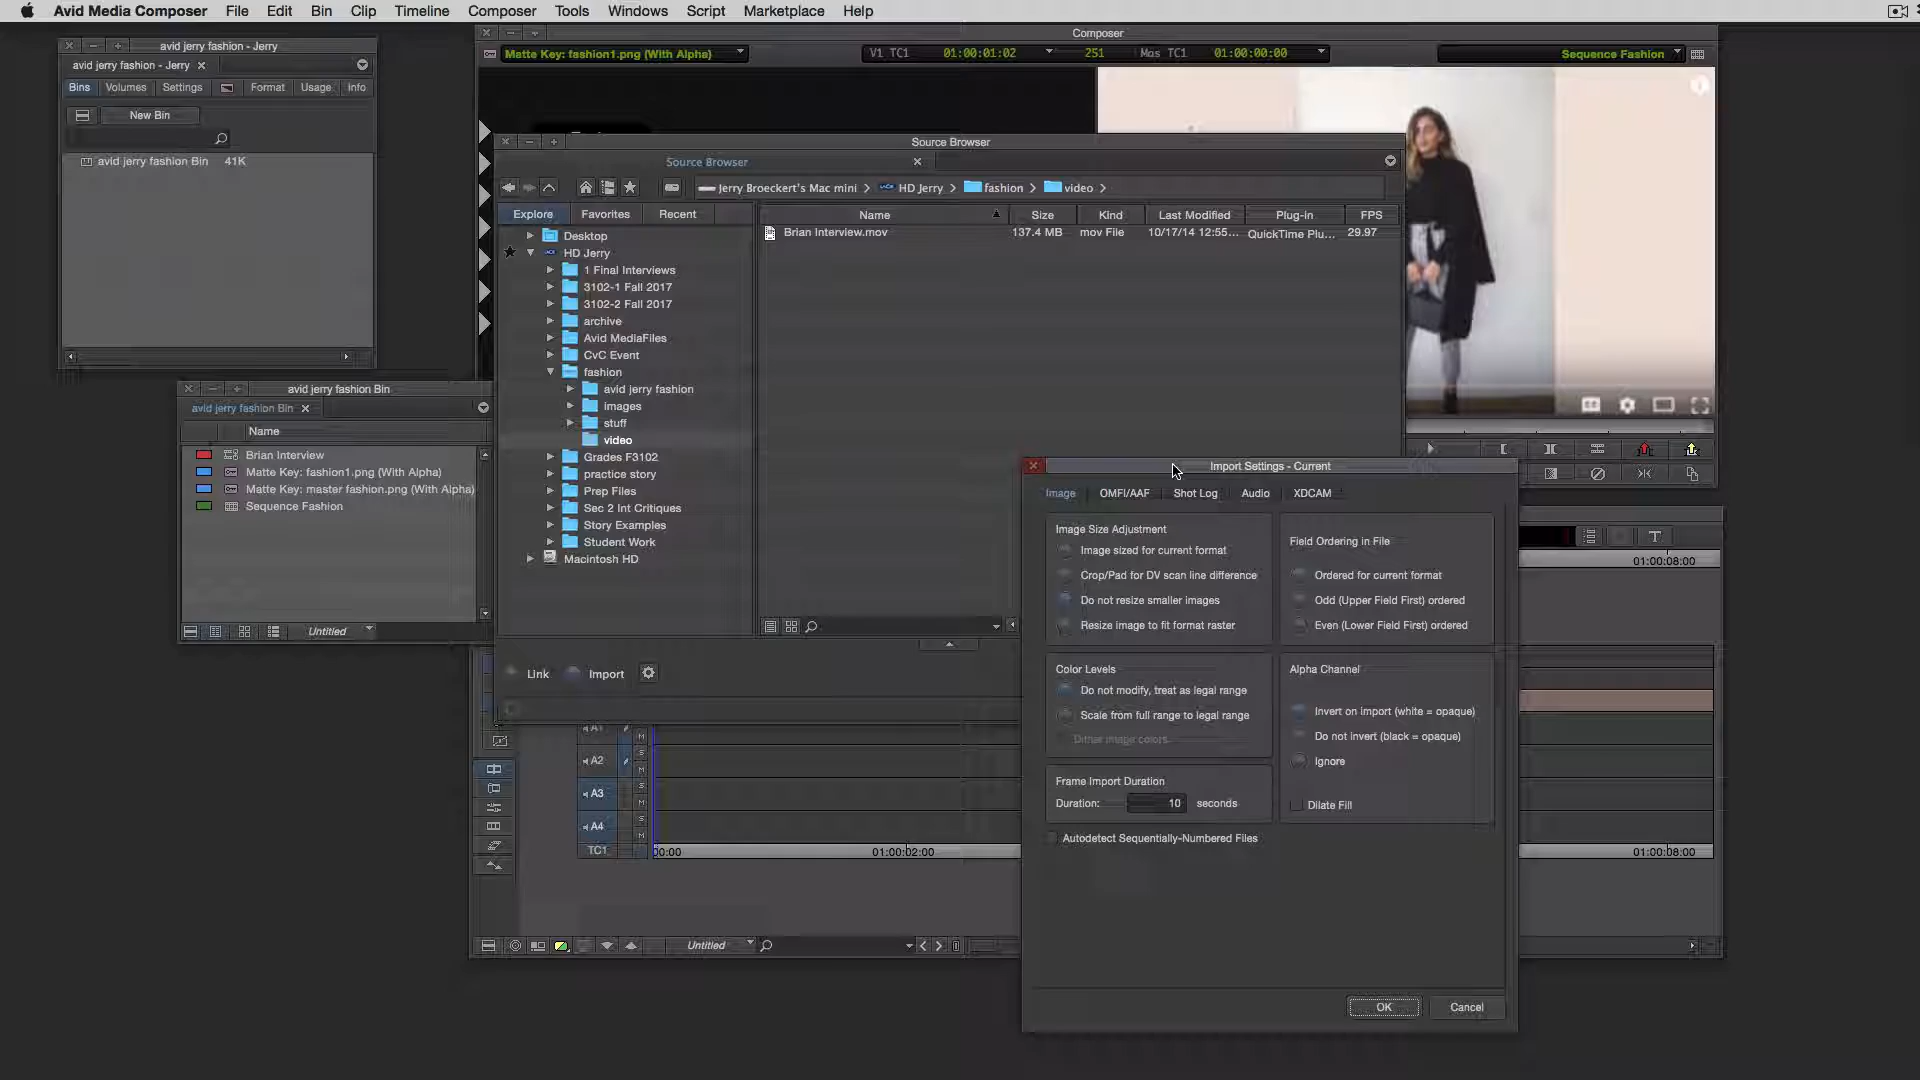 Avid Media Composer File Edit Bin Clip Timeline Composer Tools Windows Script Marketplace Help
avid jerry fashion - Jerry
avid jerry fashion - Jerry
Bins Volumes Settings Format Usage Info
New Bin
avid jerry fashion Bin 41K
Composer
Matte Key: fashion1.png (With Alpha) V1 TC1 01:00:01:02 251 Mas TC1 01:00:00:00 Sequence Fashion
Source Browser
Source Browser
Jerry Broeckert's Mac mini HD Jerry fashion video
Explore Favorites Recent
Name Size Kind Last Modified Plug-in FPS
Brian Interview.mov 137.4 MB mov File 10/17/14 12:55... QuickTime Plu... 29.97
Desktop
HD Jerry
1 Final Interviews
3102-1 Fall 2017
3102-2 Fall 2017
archive
Avid MediaFiles
CvC Event
fashion
avid jerry fashion
images
stuff
video
Grades F3102
practice story
Prep Files
Sec 2 Int Critiques
Story Examples
Student Work
Macintosh HD
Link Import
avid jerry fashion Bin
avid jerry fashion Bin
Name
Brian Interview
Matte Key: fashion1.png (With Alpha)
Matte Key: master fashion.png (With Alpha)
Sequence Fashion
Untitled
Import Settings - Current
Image OMFI/AAF Shot Log Audio XDCAM
Image Size Adjustment
Image sized for current format
Crop/Pad for DV scan line difference
Do not resize smaller images
Resize image to fit format raster
Field Ordering in File
Ordered for current format
Odd (Upper Field First) ordered
Even (Lower Field First) ordered
Color Levels
Do not modify, treat as legal range
Scale from full range to legal range
Dither image colors
Alpha Channel
Invert on import (white = opaque)
Do not invert (black = opaque)
Ignore
Dilate Fill
Frame Import Duration
Duration: 10 seconds
Autodetect Sequentially-Numbered Files
OK Cancel
01:00:08:00
A1
A2
A3
A4
TC1 00:00 01:00:02:00 01:00:08:00
Untitled